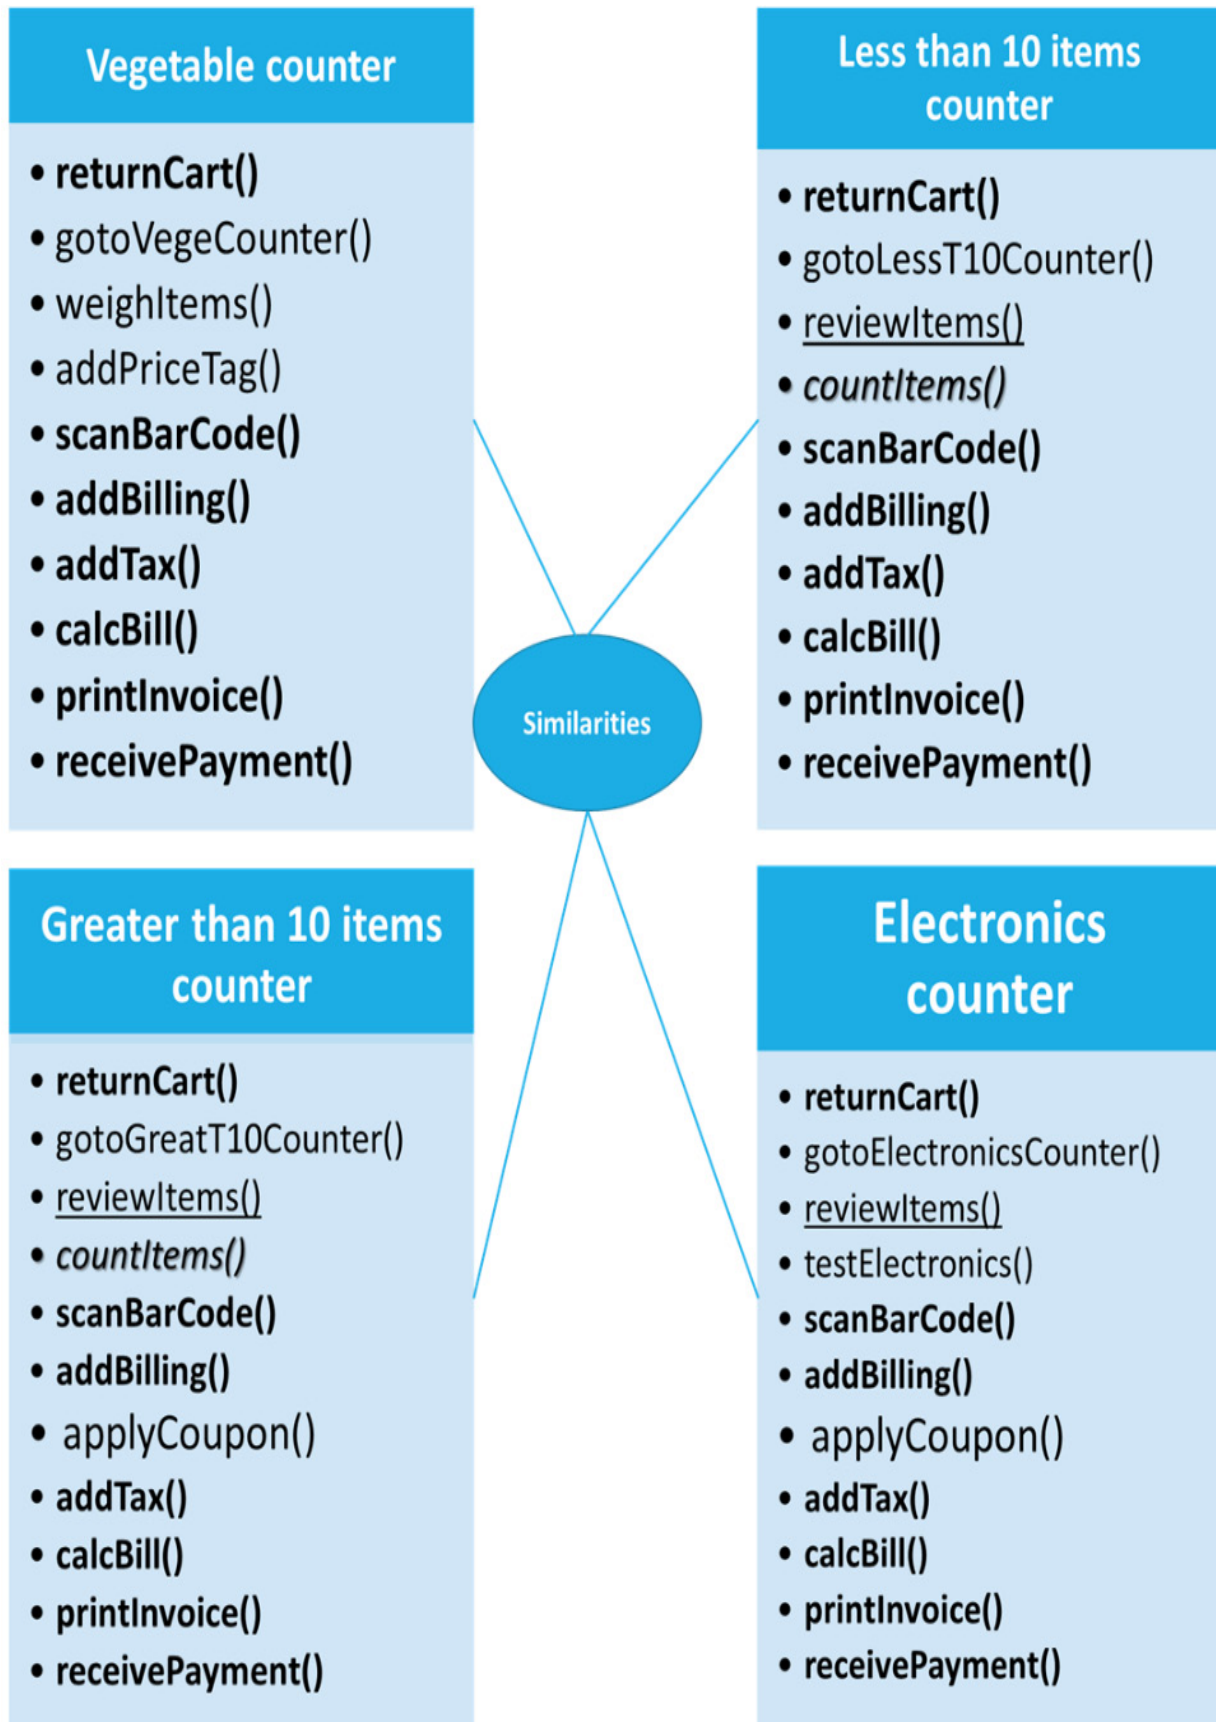 Vegetable counter
• returnCart()
• gotoVegeCounter()
• weighItems()
• addPriceTag()
• scanBarCode()
• addBilling()
• addTax()
• calcBill()
• printInvoice()
• receivePayment()
Less than 10 items
counter
• returnCart()
• gotoLessT10Counter()
• reviewItems()
• countItems()
• scanBarCode()
• addBilling()
• addTax()
• calcBill()
• printInvoice()
• receivePayment()
Similarities
Greater than 10 items
counter
• returnCart()
• gotoGreatT10Counter()
• reviewItems()
• countItems()
• scanBarCode()
• addBilling()
• applyCoupon()
• addTax()
• calcBill()
• printInvoice()
• receivePayment()
Electronics
counter
• returnCart()
• gotoElectronicsCounter()
• reviewItems()
• testElectronics()
• scanBarCode()
• addBilling()
• applyCoupon()
• addTax()
• calcBill()
• printInvoice()
• receivePayment()